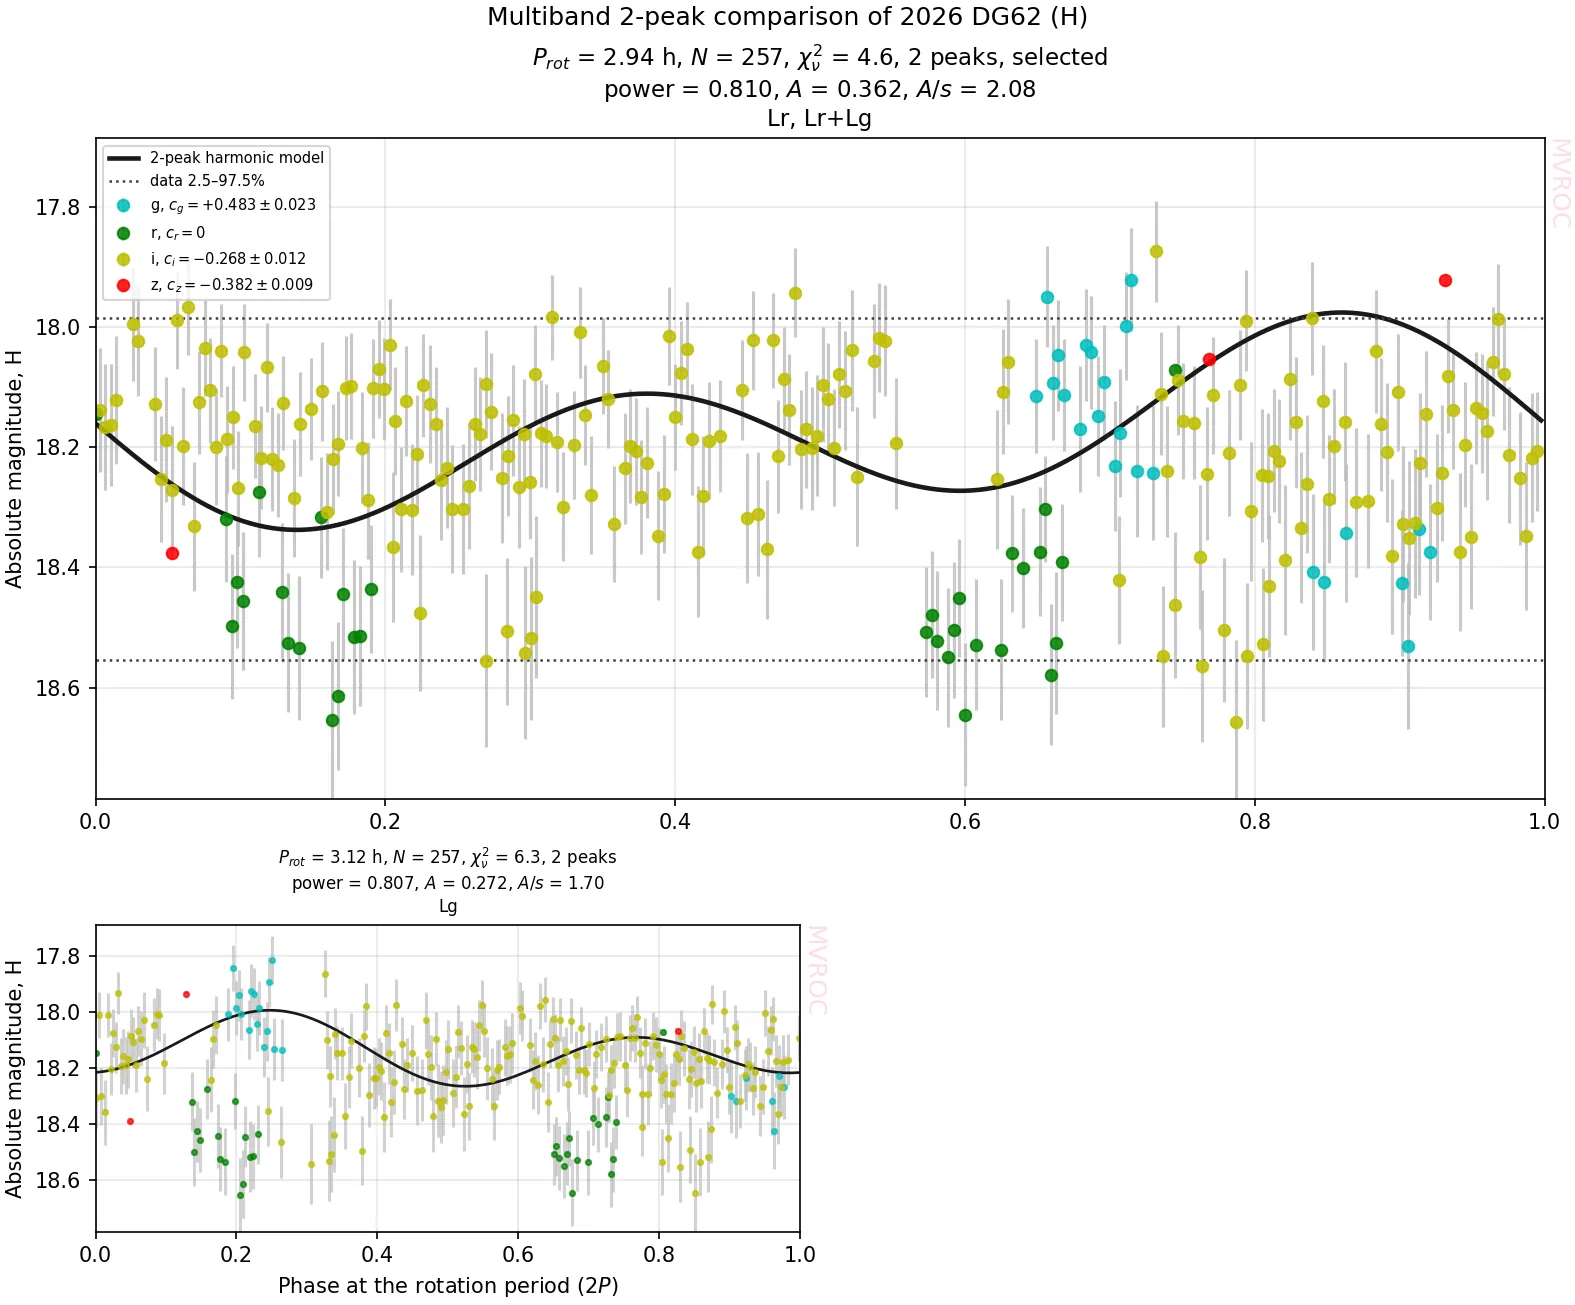 Multiband 2-peak comparison of 2026 DG62 (H)
P_rot = 2.94 h, N = 257, χ²_ν = 4.6, 2 peaks, selected
power = 0.810, A = 0.362, A/s = 2.08
Lr, Lr+Lg
2-peak harmonic model
data 2.5–97.5%
g, c_g = +0.483 ± 0.023
r, c_r = 0
i, c_i = −0.268 ± 0.012
z, c_z = −0.382 ± 0.009
MVROC
Absolute magnitude, H
17.8
18.0
18.2
18.4
18.6
0.0 0.2 0.4 0.6 0.8 1.0
P_rot = 3.12 h, N = 257, χ²_ν = 6.3, 2 peaks
power = 0.807, A = 0.272, A/s = 1.70
Lg
MVROC
Absolute magnitude, H
17.8
18.0
18.2
18.4
18.6
0.0 0.2 0.4 0.6 0.8 1.0
Phase at the rotation period (2P)